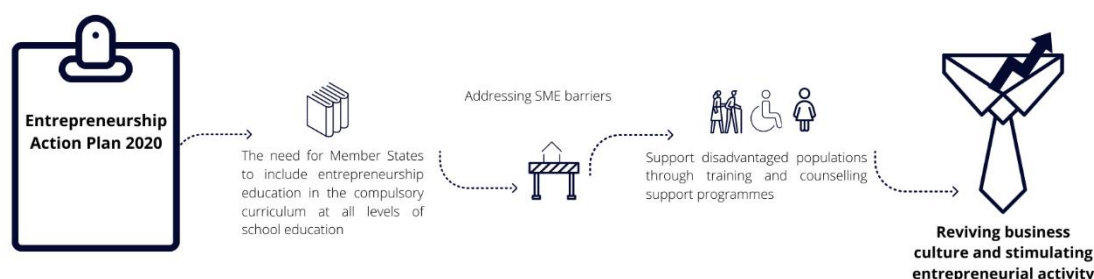 Entrepreneurship
Action Plan 2020
The need for Member States
to include entrepreneurship
education in the compulsory
curriculum at all levels of
school education
Addressing SME barriers
Support disadvantaged populations
through training and counselling
support programmes
Reviving business
culture and stimulating
entrepreneurial activity